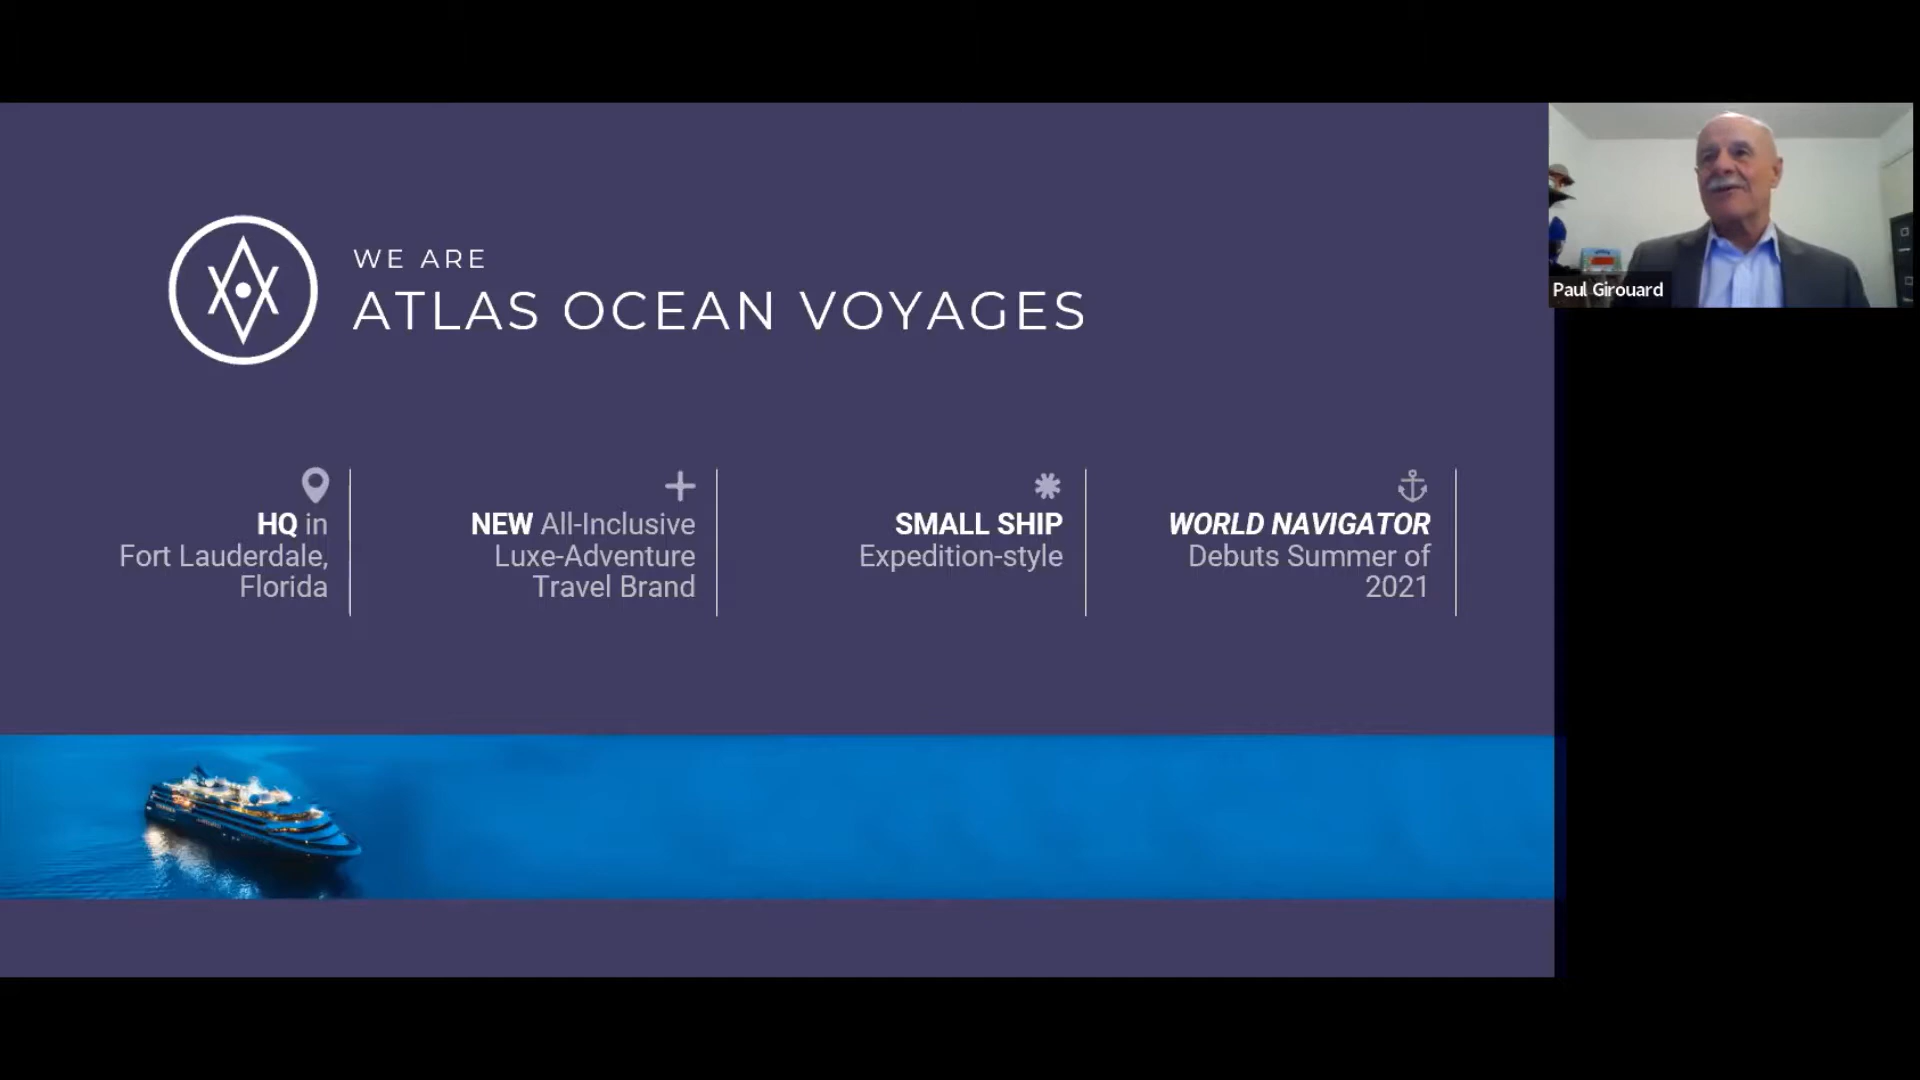 WE ARE
ATLAS OCEAN VOYAGES
HQ in
Fort Lauderdale,
Florida
NEW All-Inclusive
Luxe-Adventure
Travel Brand
SMALL SHIP
Expedition-style
WORLD NAVIGATOR
Debuts Summer of
2021
Paul Girouard